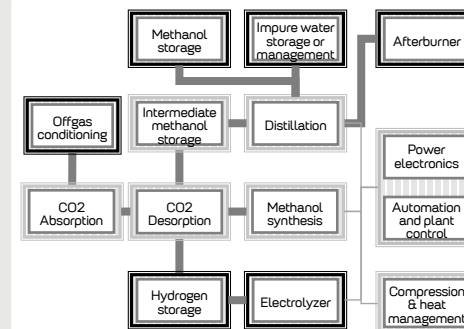 Methanol
storage
Impure water
storage or
management
Afterburner
Offgas
conditioning
Intermediate
methanol
storage
Distillation
Power
electronics
CO2
Absorption
CO2
Desorption
Methanol
synthesis
Automation
and plant
control
Hydrogen
storage
Electrolyzer
Compression
& heat
management